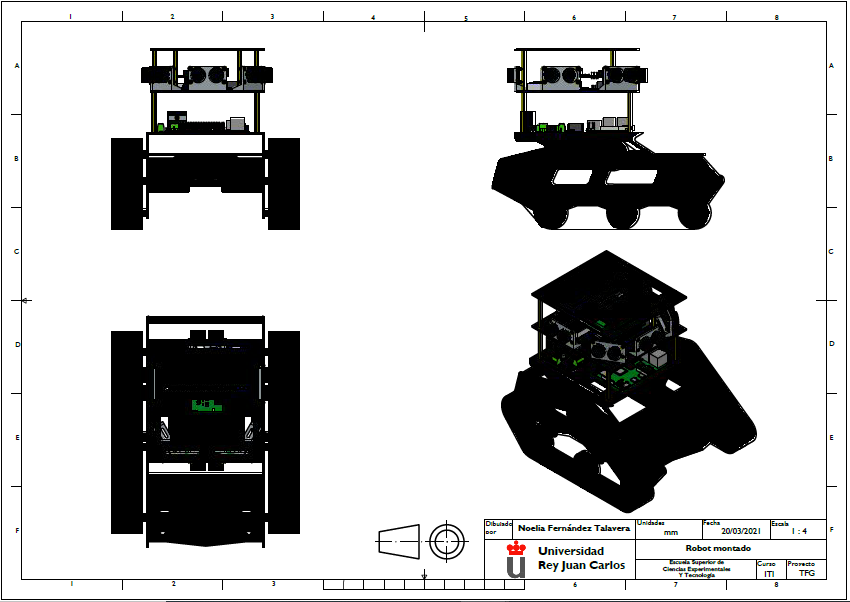 1 2 3 4 5 6 7 8
A A
B B
C C
D D
E E
F F
Dibujado por
Noelia Fernández Talavera
Unidades
mm
Fecha
20/03/2021
Escala
1 : 4
Universidad
Rey Juan Carlos
Robot montado
Escuela Superior de
Ciencias Experimentales
Y Tecnología
Curso
ITI
Proyecto
TFG
1 2 3 6 7 8